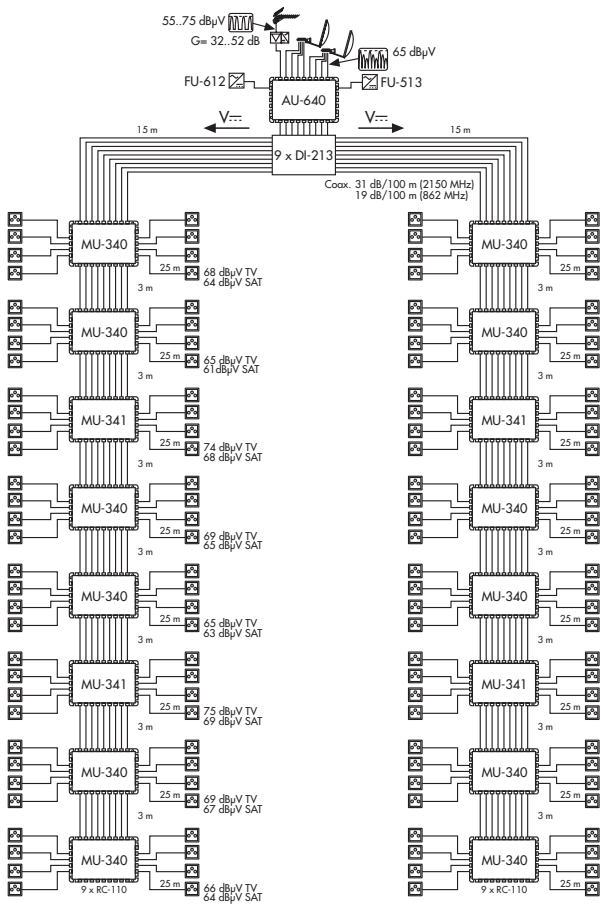 55..75 dBµV
G= 32..52 dB
65 dBµV
FU-612
FU-513
AU-640
V
V
15 m
15 m
9 x DI-213
Coax. 31 dB/100 m (2150 MHz)
19 dB/100 m (862 MHz)
MU-340
MU-340
25 m
68 dBµV TV
64 dBµV SAT
25 m
3 m
3 m
MU-340
MU-340
25 m
65 dBµV TV
61dBµV SAT
25 m
3 m
3 m
MU-341
MU-341
25 m
74 dBµV TV
68 dBµV SAT
25 m
3 m
3 m
MU-340
MU-340
25 m
69 dBµV TV
65 dBµV SAT
25 m
3 m
3 m
MU-340
MU-340
25 m
65 dBµV TV
63 dBµV SAT
25 m
3 m
3 m
MU-341
MU-341
25 m
75 dBµV TV
69 dBµV SAT
25 m
3 m
3 m
MU-340
MU-340
25 m
69 dBµV TV
67 dBµV SAT
25 m
3 m
3 m
MU-340
MU-340
25 m
66 dBµV TV
64 dBµV SAT
25 m
9 x RC-110
9 x RC-110